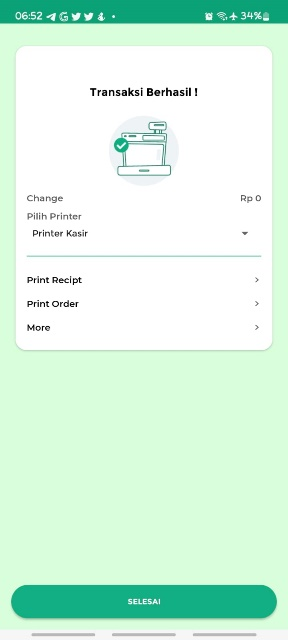 06:52
34%
Transaksi Berhasil !
Change Rp 0
Pilih Printer
Printer Kasir
Print Recipt
Print Order
More
SELESAI